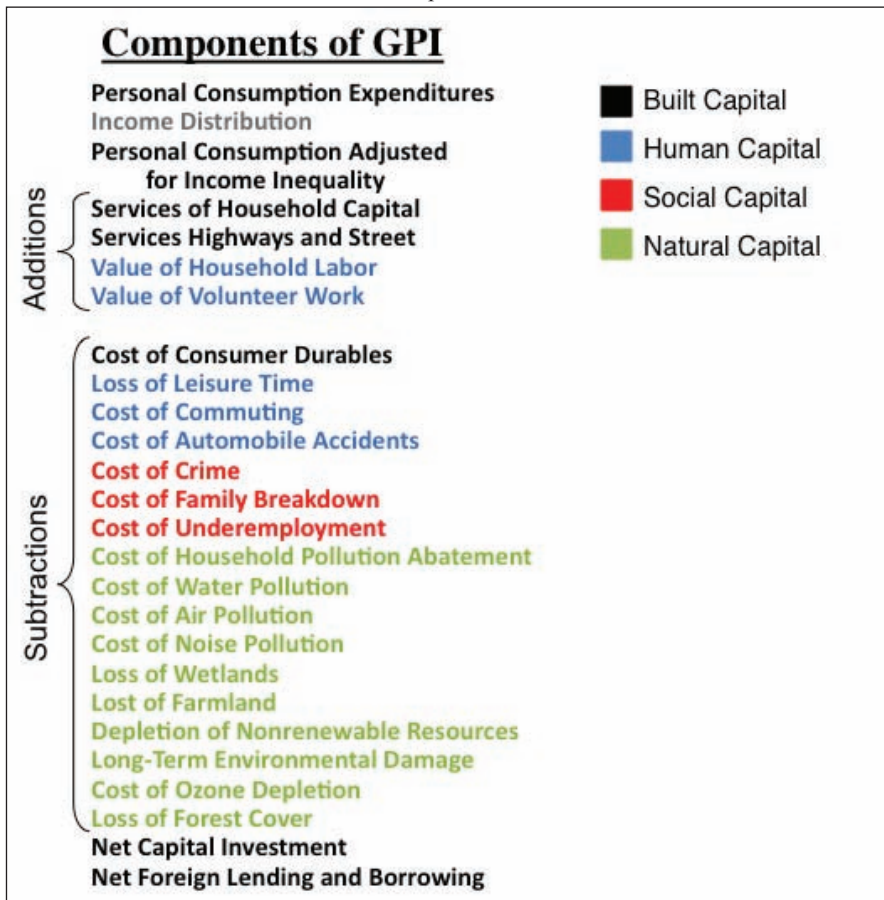 Components of GPI
Personal Consumption Expenditures
Income Distribution
Personal Consumption Adjusted
for Income Inequality
Additions
Services of Household Capital
Services Highways and Street
Value of Household Labor
Value of Volunteer Work
Subtractions
Cost of Consumer Durables
Loss of Leisure Time
Cost of Commuting
Cost of Automobile Accidents
Cost of Crime
Cost of Family Breakdown
Cost of Underemployment
Cost of Household Pollution Abatement
Cost of Water Pollution
Cost of Air Pollution
Cost of Noise Pollution
Loss of Wetlands
Lost of Farmland
Depletion of Nonrenewable Resources
Long-Term Environmental Damage
Cost of Ozone Depletion
Loss of Forest Cover
Net Capital Investment
Net Foreign Lending and Borrowing
Built Capital
Human Capital
Social Capital
Natural Capital